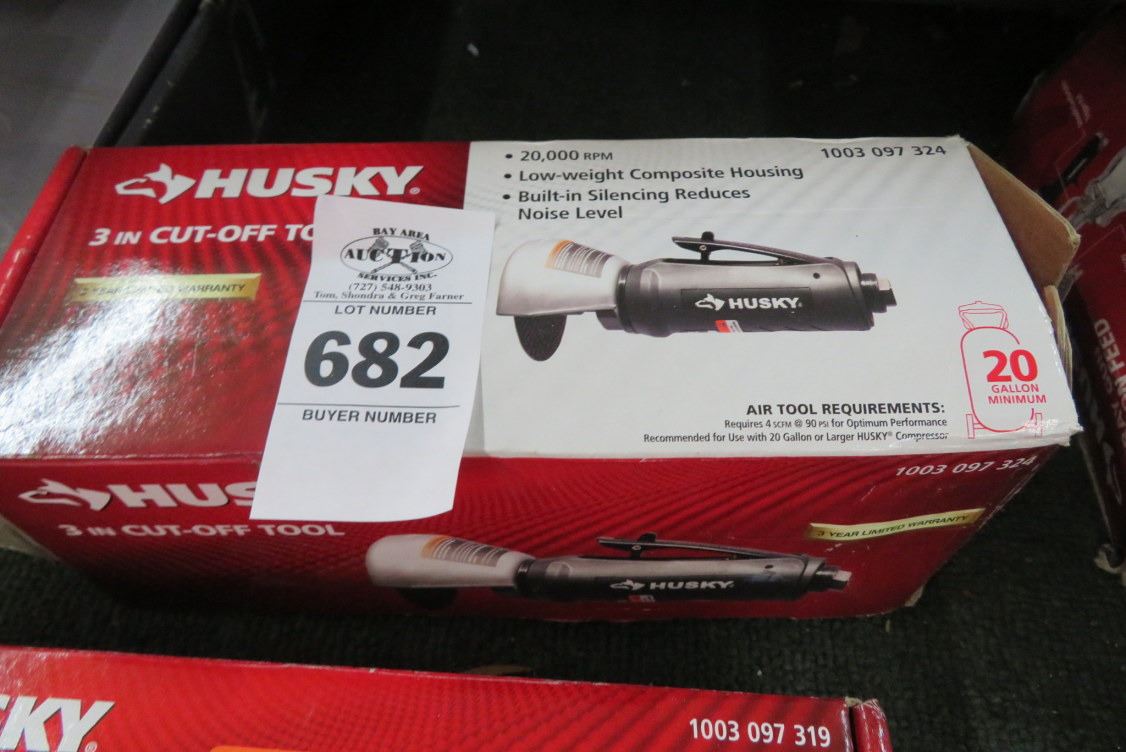 HUSKY®
3 IN CUT-OFF
YEAR LIMITED WARRANTY
BAY AREA
AUCTION
SERVICES INC.
(727) 548-9303
Tom, Shondra & Greg Farner
LOT NUMBER
682
BUYER NUMBER
• 20,000 RPM
• Low-weight Composite Housing
• Built-in Silencing Reduces
Noise Level
1003 097 324
HUSKY
20
GALLON
MINIMUM
AIR TOOL REQUIREMENTS:
Requires 4 SCFM @ 90 PSI for Optimum Performance
Recommended for Use with 20 Gallon or Larger HUSKY® Compressor
1003 097 324
HUS
3 IN CUT-OFF TOOL
3 YEAR LIMITED WARRANTY
HUSKY
KY®
1003 097 319
FEED